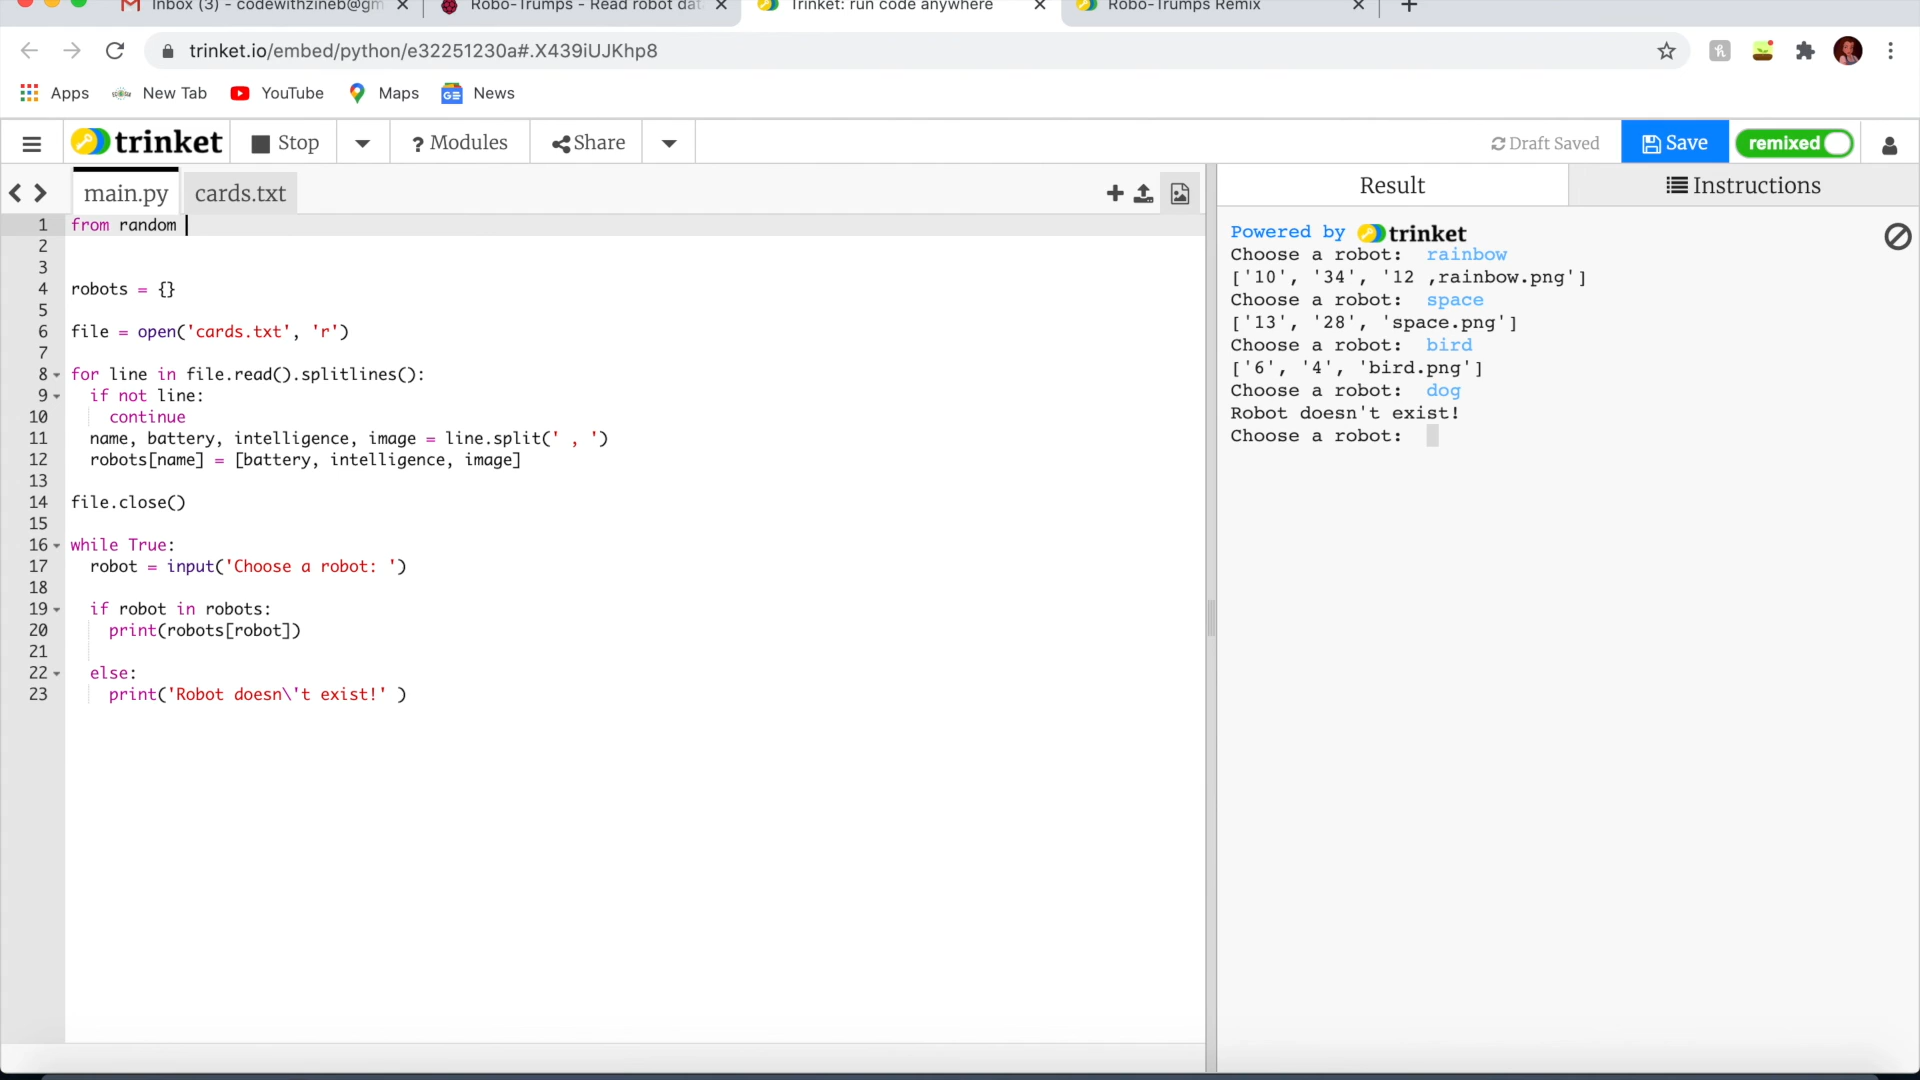 Inbox (3) - codewithzineb@gm
Robo-Trumps - Read robot dat
Trinket: run code anywhere
Robo-Trumps Remix
trinket.io/embed/python/e32251230a#.X439iUJKhp8
Apps
New Tab
YouTube
Maps
News
trinket
Stop
? Modules
Share
Draft Saved
Save
remixed
main.py
cards.txt
Result
Instructions
1 from random
2
3
4 robots = {}
5
6 file = open('cards.txt', 'r')
7
8 for line in file.read().splitlines():
9   if not line:
10     continue
11   name, battery, intelligence, image = line.split(' , ')
12   robots[name] = [battery, intelligence, image]
13
14 file.close()
15
16 while True:
17   robot = input('Choose a robot: ')
18
19   if robot in robots:
20     print(robots[robot])
21
22   else:
23     print('Robot doesn\'t exist!' )
Powered by trinket
Choose a robot:  rainbow
['10', '34', '12 ,rainbow.png']
Choose a robot:  space
['13', '28', 'space.png']
Choose a robot:  bird
['6', '4', 'bird.png']
Choose a robot:  dog
Robot doesn't exist!
Choose a robot: